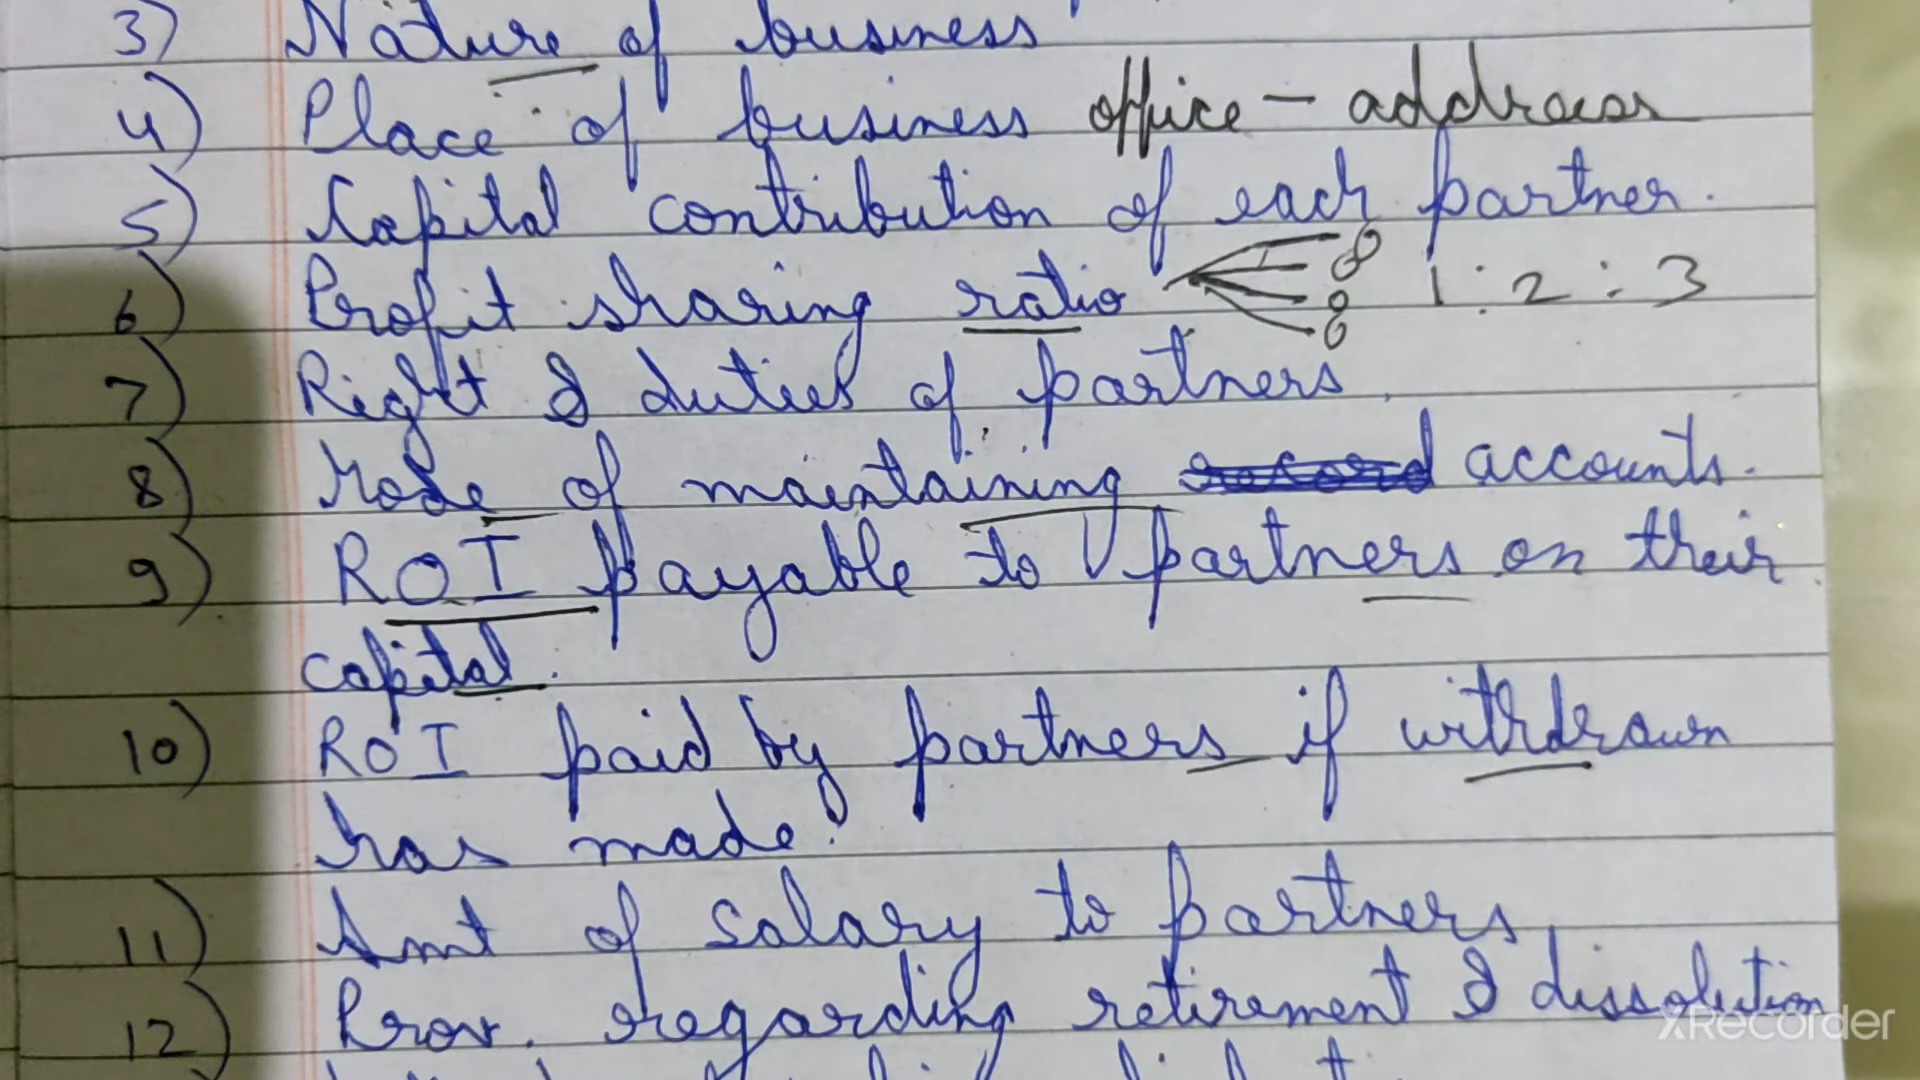 3) Nature of business
4) Place of business office - address
5) Capital contribution of each partner.
6) Profit sharing ratio 1:2:3
7) Right & duties of partners.
8) Mode of maintaining accounts.
9) ROI payable to partners on their
capital.
10) ROI paid by partners if withdrawn
has made.
11) Amt of salary to partners
12) Prov. regarding retirement & dissolution
XRecorder